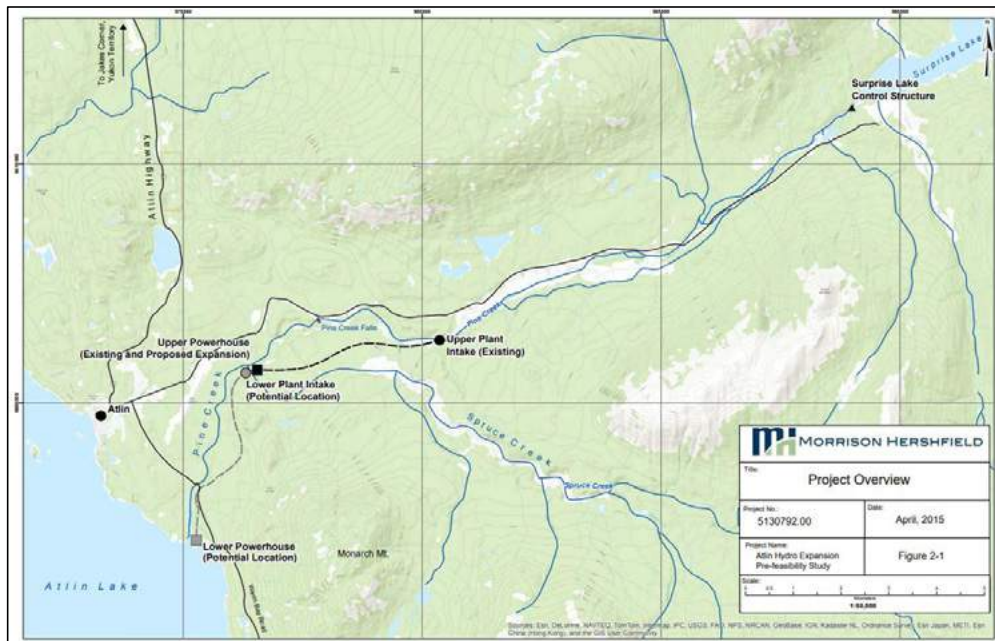 To Jakes Corner,
Yukon Territory
Atlin Highway
Surprise Lake
Surprise Lake
Control Structure
Pine Creek
Pine Creek Falls
Upper Powerhouse
(Existing and Proposed Expansion)
Upper Plant
Intake (Existing)
Lower Plant Intake
(Potential Location)
Atlin
Pine Creek
Spruce Creek
Spruce Creek
Lower Powerhouse
(Potential Location)
Monarch Mt.
Atlin Lake
MORRISON HERSHFIELD
Title:
Project Overview
Project No.:
5130792.00
Date:
April, 2015
Project Name:
Atlin Hydro Expansion
Pre-feasibility Study
Figure 2-1
Scale: